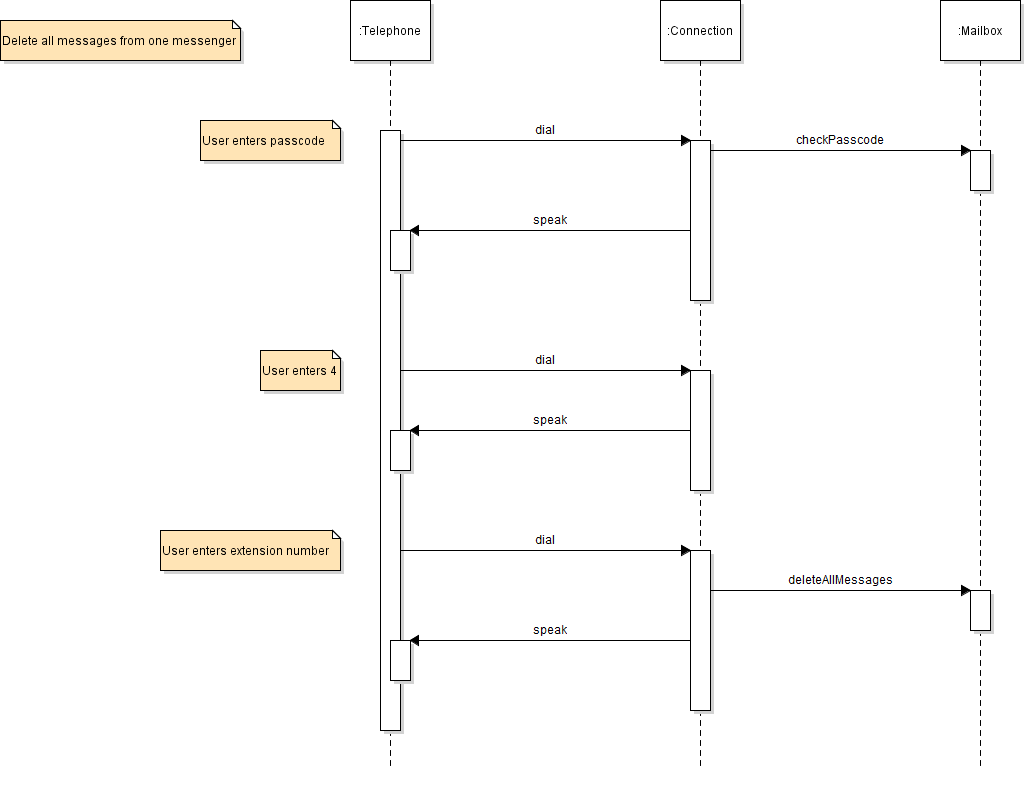 Delete all messages from one messenger
:Telephone
:Connection
:Mailbox
User enters passcode
dial
checkPasscode
speak
User enters 4
dial
speak
User enters extension number
dial
deleteAllMessages
speak